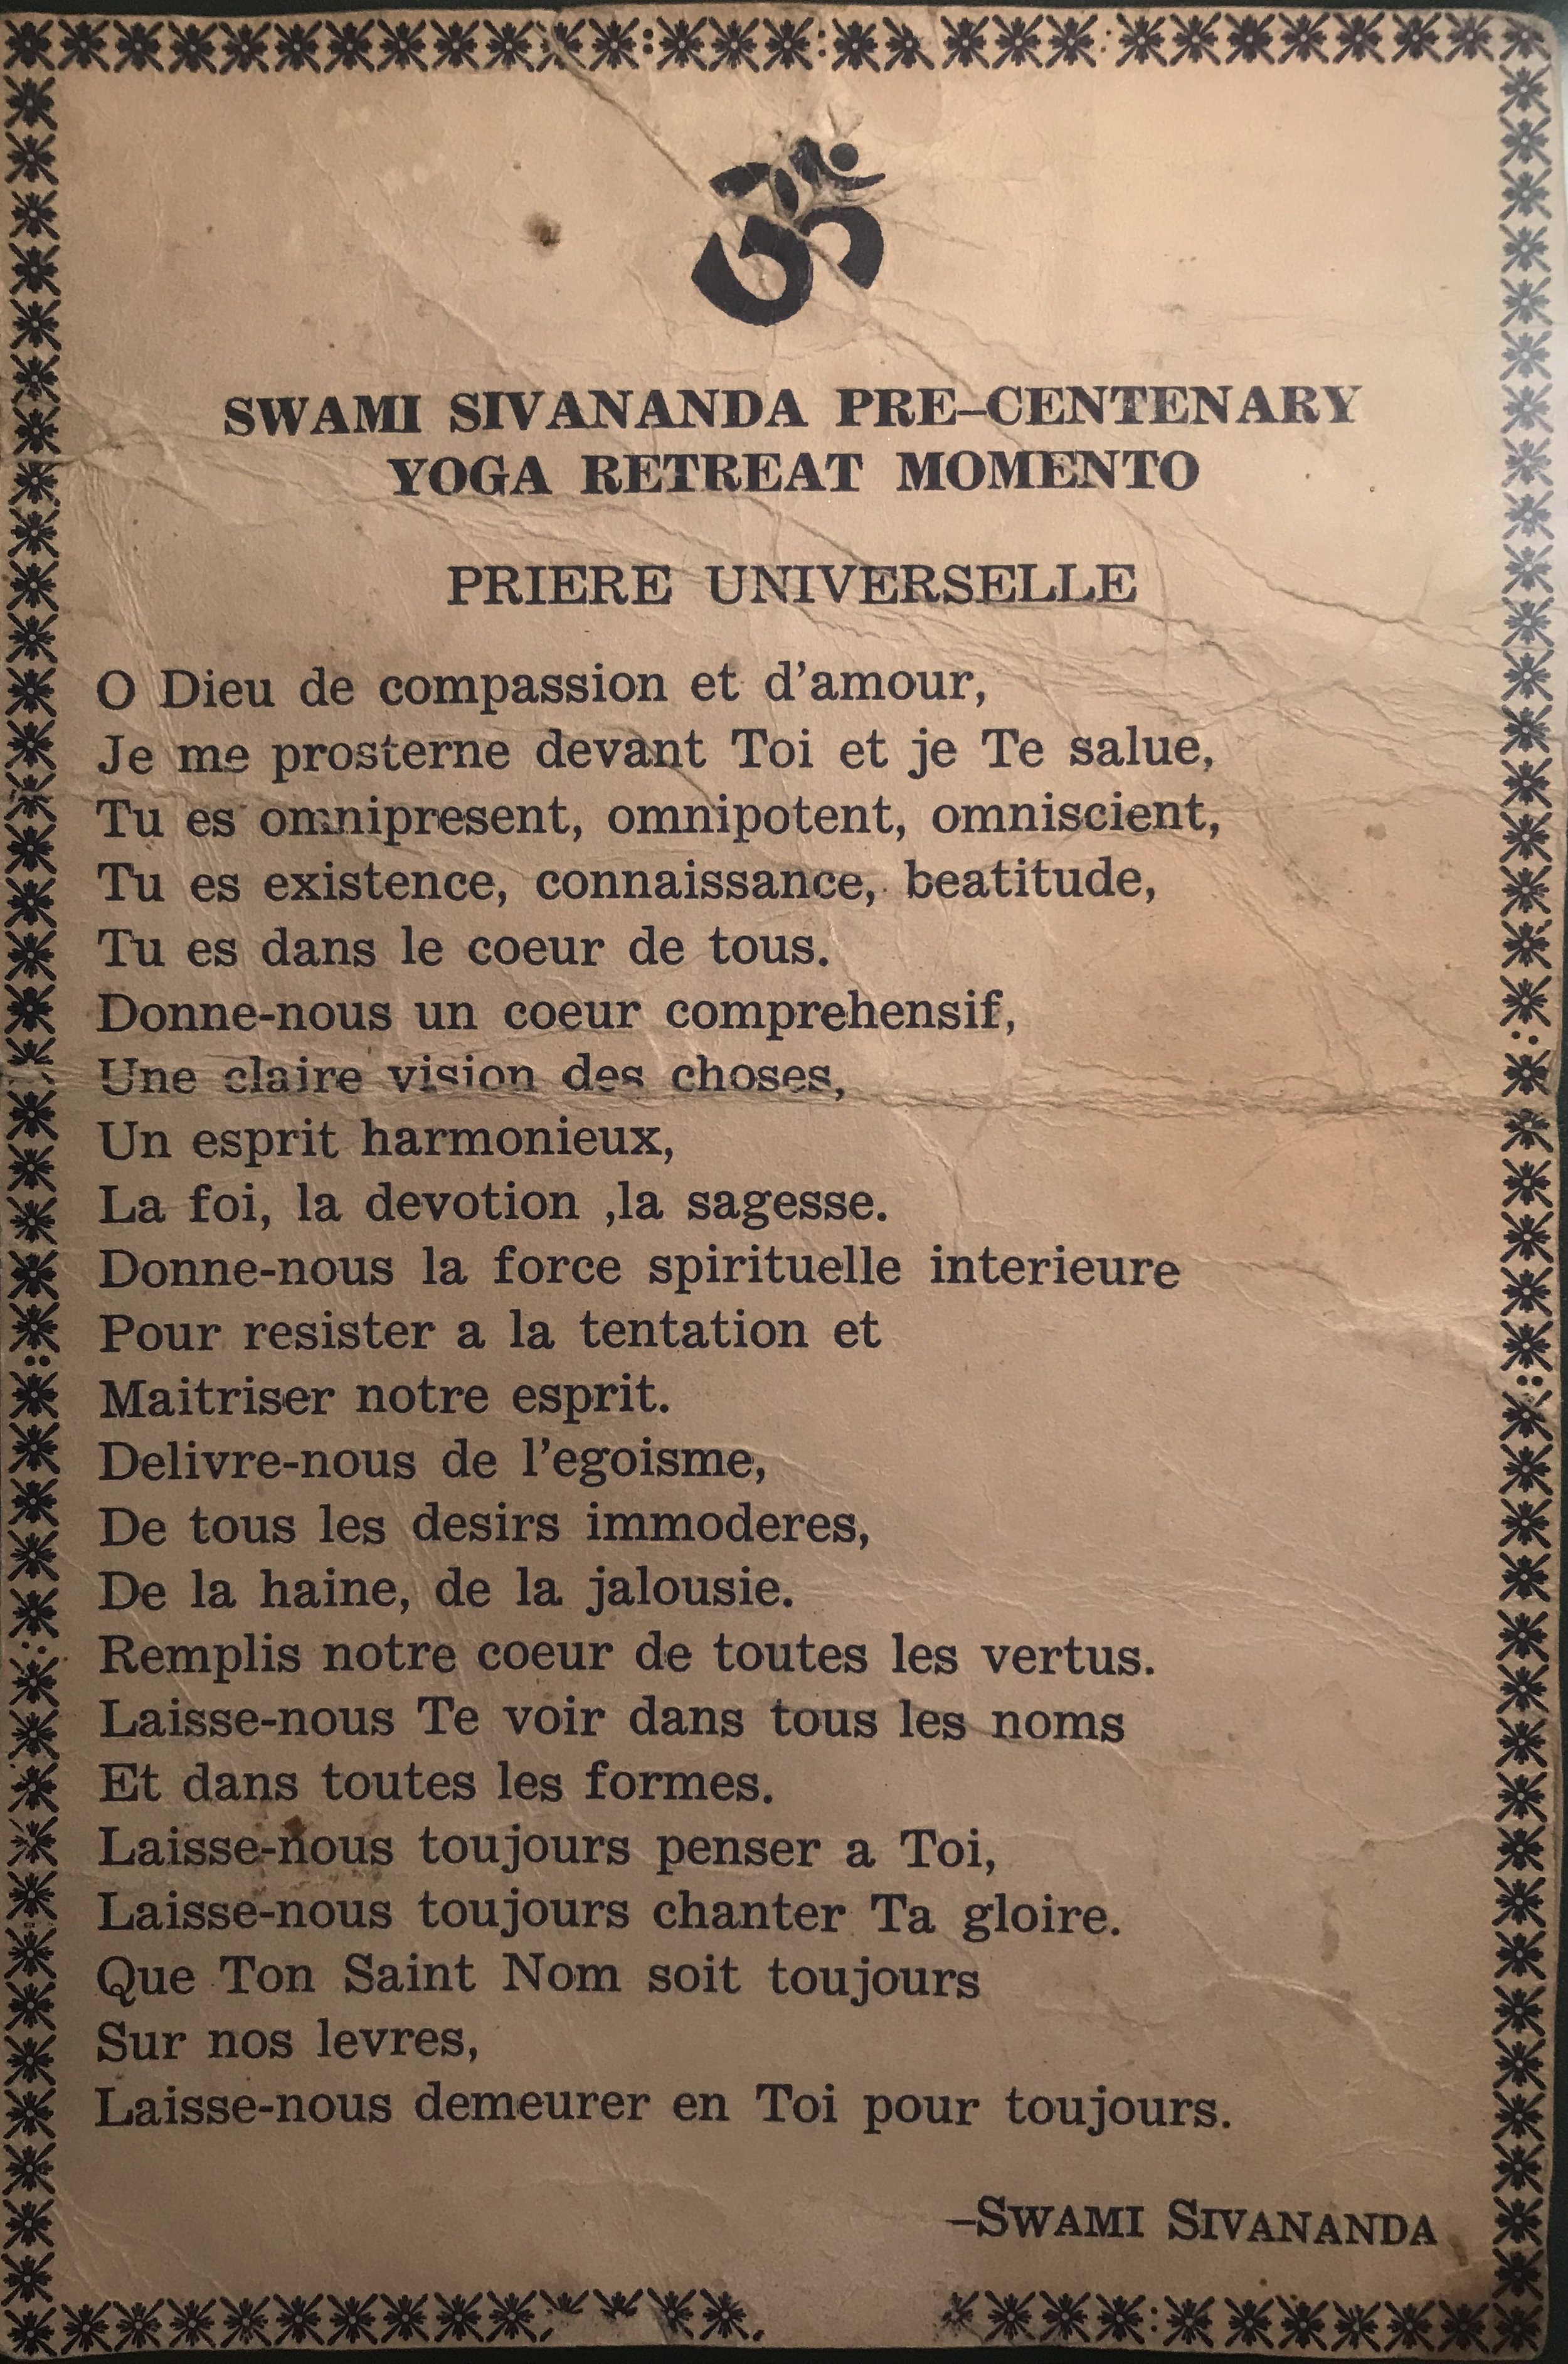 ॐ
SWAMI SIVANANDA PRE-CENTENARY
YOGA RETREAT MOMENTO
PRIERE UNIVERSELLE
O Dieu de compassion et d'amour,
Je me prosterne devant Toi et je Te salue,
Tu es omnipresent, omnipotent, omniscient,
Tu es existence, connaissance, beatitude,
Tu es dans le coeur de tous.
Donne-nous un coeur comprehensif,
Une claire vision des choses,
Un esprit harmonieux,
La foi, la devotion ,la sagesse.
Donne-nous la force spirituelle interieure
Pour resister a la tentation et
Maitriser notre esprit.
Delivre-nous de l'egoisme,
De tous les desirs immoderes,
De la haine, de la jalousie.
Remplis notre coeur de toutes les vertus.
Laisse-nous Te voir dans tous les noms
Et dans toutes les formes.
Laisse-nous toujours penser a Toi,
Laisse-nous toujours chanter Ta gloire.
Que Ton Saint Nom soit toujours
Sur nos levres,
Laisse-nous demeurer en Toi pour toujours.
–SWAMI SIVANANDA